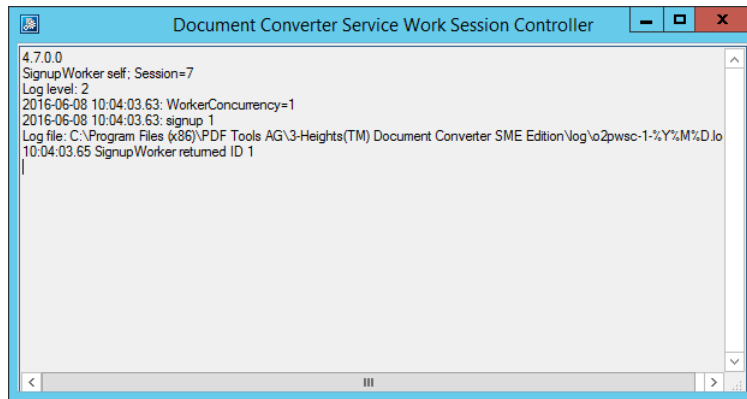 Document Converter Service Work Session Controller
4.7.0.0
SignupWorker self; Session=7
Log level: 2
2016-06-08 10:04:03.63: WorkerConcurrency=1
2016-06-08 10:04:03.63: signup 1
Log file: C:\Program Files (x86)\PDF Tools AG\3-Heights(TM) Document Converter SME Edition\log\o2pwsc-1-%Y%M%D.lo
10:04:03.65 SignupWorker returned ID 1